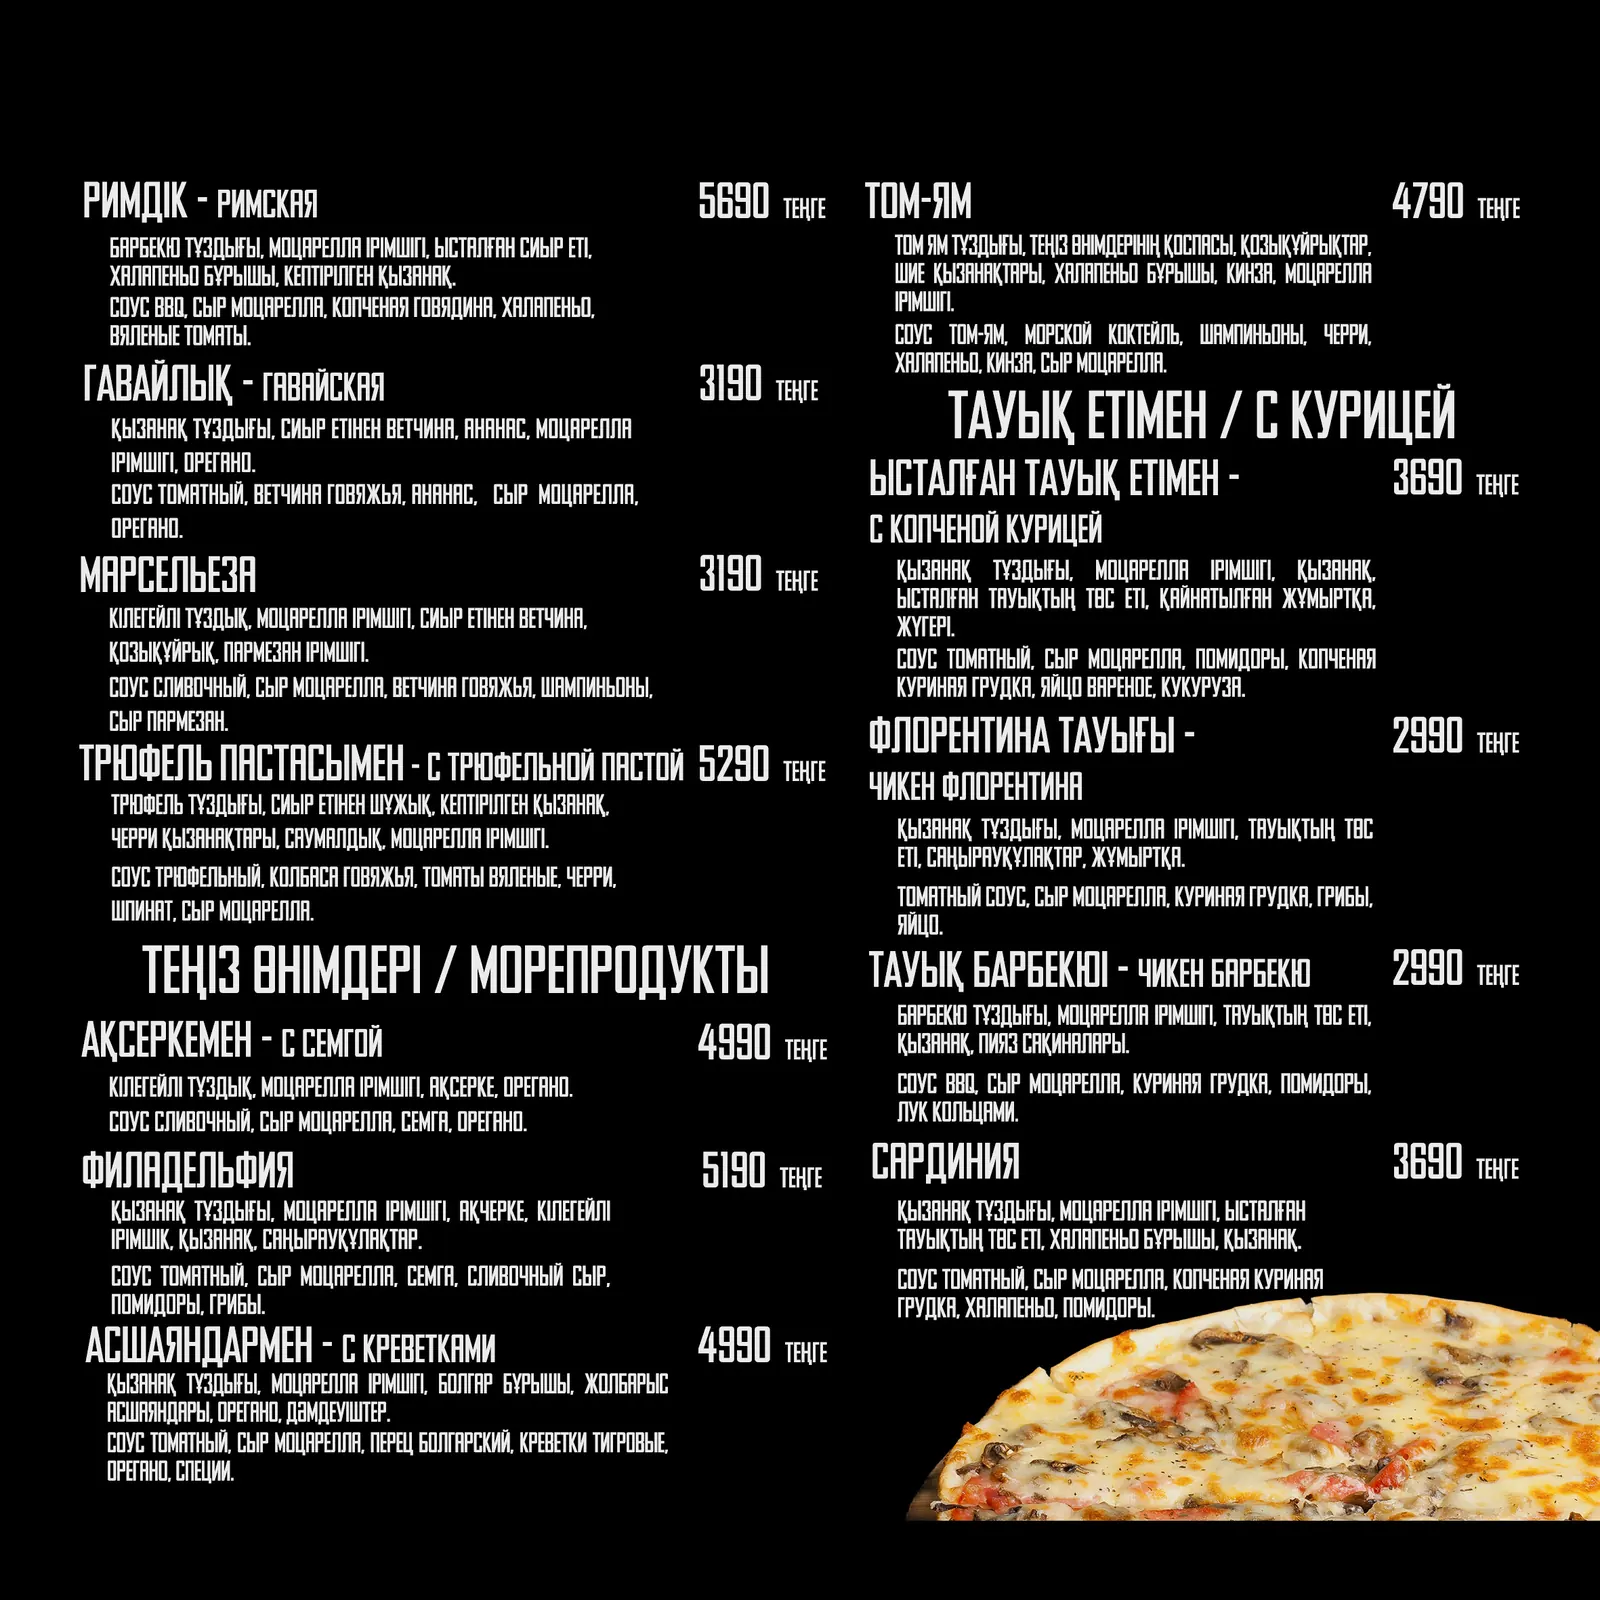 РИМДІК - РИМСКАЯ 5690 ТЕҢГЕ
БАРБЕКЮ ТҰЗДЫҒЫ, МОЦАРЕЛЛА ІРІМШІГІ, ЫСТАЛҒАН СИЫР ЕТІ,
ХАЛАПЕНЬО БҰРЫШЫ, КЕПТІРІЛГЕН ҚЫЗАНАҚ.
СОУС BBQ, СЫР МОЦАРЕЛЛА, КОПЧЕНАЯ ГОВЯДИНА, ХАЛАПЕНЬО,
ВЯЛЕНЫЕ ТОМАТЫ.
ГАВАЙЛЫҚ - ГАВАЙСКАЯ 3190 ТЕҢГЕ
ҚЫЗАНАҚ ТҰЗДЫҒЫ, СИЫР ЕТІНЕН ВЕТЧИНА, АНАНАС, МОЦАРЕЛЛА
ІРІМШІГІ, ОРЕГАНО.
СОУС ТОМАТНЫЙ, ВЕТЧИНА ГОВЯЖЬЯ, АНАНАС, СЫР МОЦАРЕЛЛА,
ОРЕГАНО.
МАРСЕЛЬЕЗА 3190 ТЕҢГЕ
КІЛЕГЕЙЛІ ТҰЗДЫҚ, МОЦАРЕЛЛА ІРІМШІГІ, СИЫР ЕТІНЕН ВЕТЧИНА,
ҚОЗЫҚҰЙРЫҚ, ПАРМЕЗАН ІРІМШІГІ.
СОУС СЛИВОЧНЫЙ, СЫР МОЦАРЕЛЛА, ВЕТЧИНА ГОВЯЖЬЯ, ШАМПИНЬОНЫ,
СЫР ПАРМЕЗАН.
ТРЮФЕЛЬ ПАСТАСЫМЕН - С ТРЮФЕЛЬНОЙ ПАСТОЙ 5290 ТЕҢГЕ
ТРЮФЕЛЬ ТҰЗДЫҒЫ, СИЫР ЕТІНЕН ШҰЖЫҚ, КЕПТІРІЛГЕН ҚЫЗАНАҚ,
ЧЕРРИ ҚЫЗАНАҚТАРЫ, САУМАЛДЫҚ, МОЦАРЕЛЛА ІРІМШІГІ.
СОУС ТРЮФЕЛЬНЫЙ, КОЛБАСА ГОВЯЖЬЯ, ТОМАТЫ ВЯЛЕНЫЕ, ЧЕРРИ,
ШПИНАТ, СЫР МОЦАРЕЛЛА.
ТЕҢІЗ ӨНІМДЕРІ / МОРЕПРОДУКТЫ
АҚСЕРКЕМЕН - С СЕМГОЙ 4990 ТЕҢГЕ
КІЛЕГЕЙЛІ ТҰЗДЫҚ, МОЦАРЕЛЛА ІРІМШІГІ, АҚСЕРКЕ, ОРЕГАНО.
СОУС СЛИВОЧНЫЙ, СЫР МОЦАРЕЛЛА, СЕМГА, ОРЕГАНО.
ФИЛАДЕЛЬФИЯ 5190 ТЕҢГЕ
ҚЫЗАНАҚ ТҰЗДЫҒЫ, МОЦАРЕЛЛА ІРІМШІГІ, АҚЧЕРКЕ, КІЛЕГЕЙЛІ
ІРІМШІК, ҚЫЗАНАҚ, САҢЫРАУҚҰЛАҚТАР.
СОУС ТОМАТНЫЙ, СЫР МОЦАРЕЛЛА, СЕМГА, СЛИВОЧНЫЙ СЫР,
ПОМИДОРЫ, ГРИБЫ.
АСШАЯНДАРМЕН - С КРЕВЕТКАМИ 4990 ТЕҢГЕ
ҚЫЗАНАҚ ТҰЗДЫҒЫ, МОЦАРЕЛЛА ІРІМШІГІ, БОЛГАР БҰРЫШЫ, ЖОЛБАРЫС
АСШАЯНДАРЫ, ОРЕГАНО, ДӘМДЕУІШТЕР.
СОУС ТОМАТНЫЙ, СЫР МОЦАРЕЛЛА, ПЕРЕЦ БОЛГАРСКИЙ, КРЕВЕТКИ ТИГРОВЫЕ,
ОРЕГАНО, СПЕЦИИ.
ТОМ-ЯМ 4790 ТЕҢГЕ
ТОМ ЯМ ТҰЗДЫҒЫ, ТЕҢІЗ ӨНІМДЕРІНІҢ ҚОСПАСЫ, ҚОЗЫҚҰЙРЫҚТАР,
ШИЕ ҚЫЗАНАҚТАРЫ, ХАЛАПЕНЬО БҰРЫШЫ, КИНЗА, МОЦАРЕЛЛА
ІРІМШІГІ.
СОУС ТОМ-ЯМ, МОРСКОЙ КОКТЕЙЛЬ, ШАМПИНЬОНЫ, ЧЕРРИ,
ХАЛАПЕНЬО, КИНЗА, СЫР МОЦАРЕЛЛА.
ТАУЫҚ ЕТІМЕН / С КУРИЦЕЙ
ЫСТАЛҒАН ТАУЫҚ ЕТІМЕН - 3690 ТЕҢГЕ
С КОПЧЕНОЙ КУРИЦЕЙ
ҚЫЗАНАҚ ТҰЗДЫҒЫ, МОЦАРЕЛЛА ІРІМШІГІ, ҚЫЗАНАҚ,
ЫСТАЛҒАН ТАУЫҚТЫҢ ТӨС ЕТІ, ҚАЙНАТЫЛҒАН ЖҰМЫРТҚА,
ЖҮГЕРІ.
СОУС ТОМАТНЫЙ, СЫР МОЦАРЕЛЛА, ПОМИДОРЫ, КОПЧЕНАЯ
КУРИНАЯ ГРУДКА, ЯЙЦО ВАРЕНОЕ, КУКУРУЗА.
ФЛОРЕНТИНА ТАУЫҒЫ - 2990 ТЕҢГЕ
ЧИКЕН ФЛОРЕНТИНА
ҚЫЗАНАҚ ТҰЗДЫҒЫ, МОЦАРЕЛЛА ІРІМШІГІ, ТАУЫҚТЫҢ ТӨС
ЕТІ, САҢЫРАУҚҰЛАҚТАР, ЖҰМЫРТҚА.
ТОМАТНЫЙ СОУС, СЫР МОЦАРЕЛЛА, КУРИНАЯ ГРУДКА, ГРИБЫ,
ЯЙЦО.
ТАУЫҚ БАРБЕКЮІ - ЧИКЕН БАРБЕКЮ 2990 ТЕҢГЕ
БАРБЕКЮ ТҰЗДЫҒЫ, МОЦАРЕЛЛА ІРІМШІГІ, ТАУЫҚТЫҢ ТӨС ЕТІ,
ҚЫЗАНАҚ, ПИЯЗ САҚИНАЛАРЫ.
СОУС BBQ, СЫР МОЦАРЕЛЛА, КУРИНАЯ ГРУДКА, ПОМИДОРЫ,
ЛУК КОЛЬЦАМИ.
САРДИНИЯ 3690 ТЕҢГЕ
ҚЫЗАНАҚ ТҰЗДЫҒЫ, МОЦАРЕЛЛА ІРІМШІГІ, ЫСТАЛҒАН
ТАУЫҚТЫҢ ТӨС ЕТІ, ХАЛАПЕНЬО БҰРЫШЫ, ҚЫЗАНАҚ.
СОУС ТОМАТНЫЙ, СЫР МОЦАРЕЛЛА, КОПЧЕНАЯ КУРИНАЯ
ГРУДКА, ХАЛАПЕНЬО, ПОМИДОРЫ.